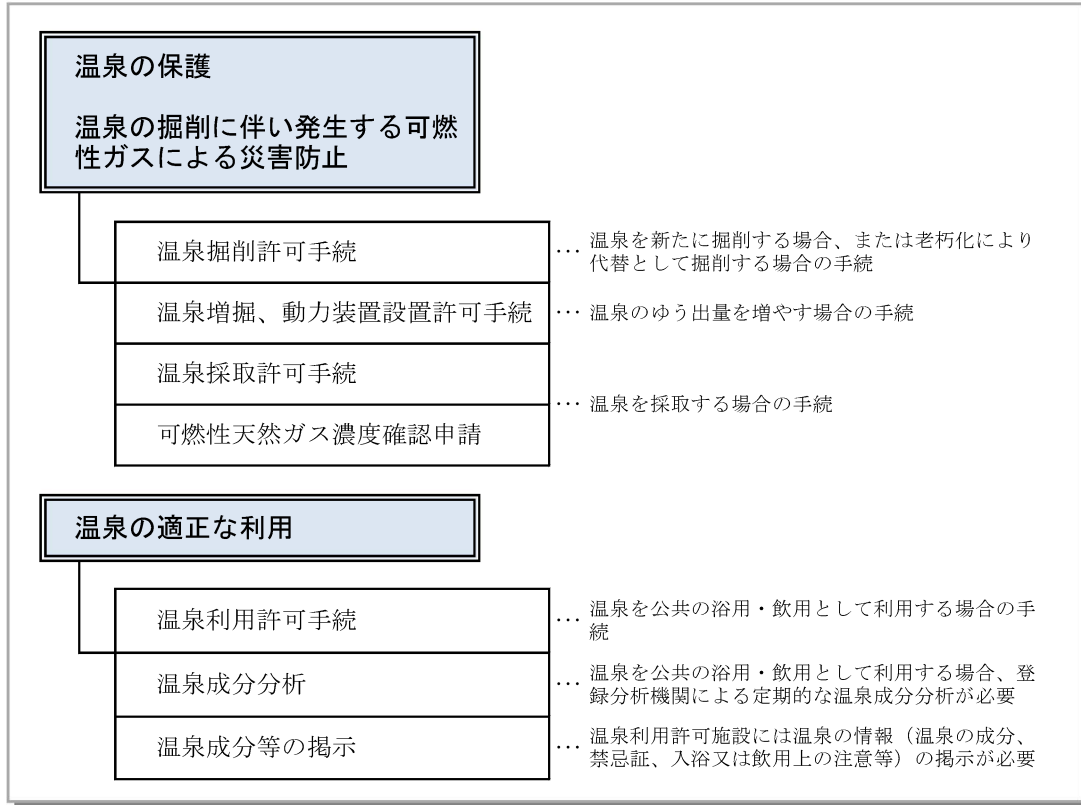 温泉の保護
温泉の掘削に伴い発生する可燃
性ガスによる災害防止
温泉掘削許可手続
… 温泉を新たに掘削する場合、または老朽化により
代替として掘削する場合の手続
温泉増掘、動力装置設置許可手続
… 温泉のゆう出量を増やす場合の手続
温泉採取許可手続
可燃性天然ガス濃度確認申請
… 温泉を採取する場合の手続
温泉の適正な利用
温泉利用許可手続
… 温泉を公共の浴用・飲用として利用する場合の手
続
温泉成分分析
… 温泉を公共の浴用・飲用として利用する場合、登
録分析機関による定期的な温泉成分分析が必要
温泉成分等の掲示
… 温泉利用許可施設には温泉の情報（温泉の成分、
禁忌証、入浴又は飲用上の注意等）の掲示が必要